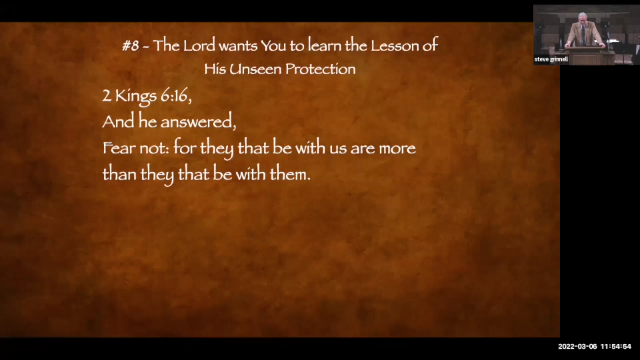 #8 - The Lord wants You to learn the Lesson of
His Unseen Protection
2 Kings 6:16,
And he answered,
Fear not: for they that be with us are more
than they that be with them.
steve grinnell
2022-03-06 11:54:54